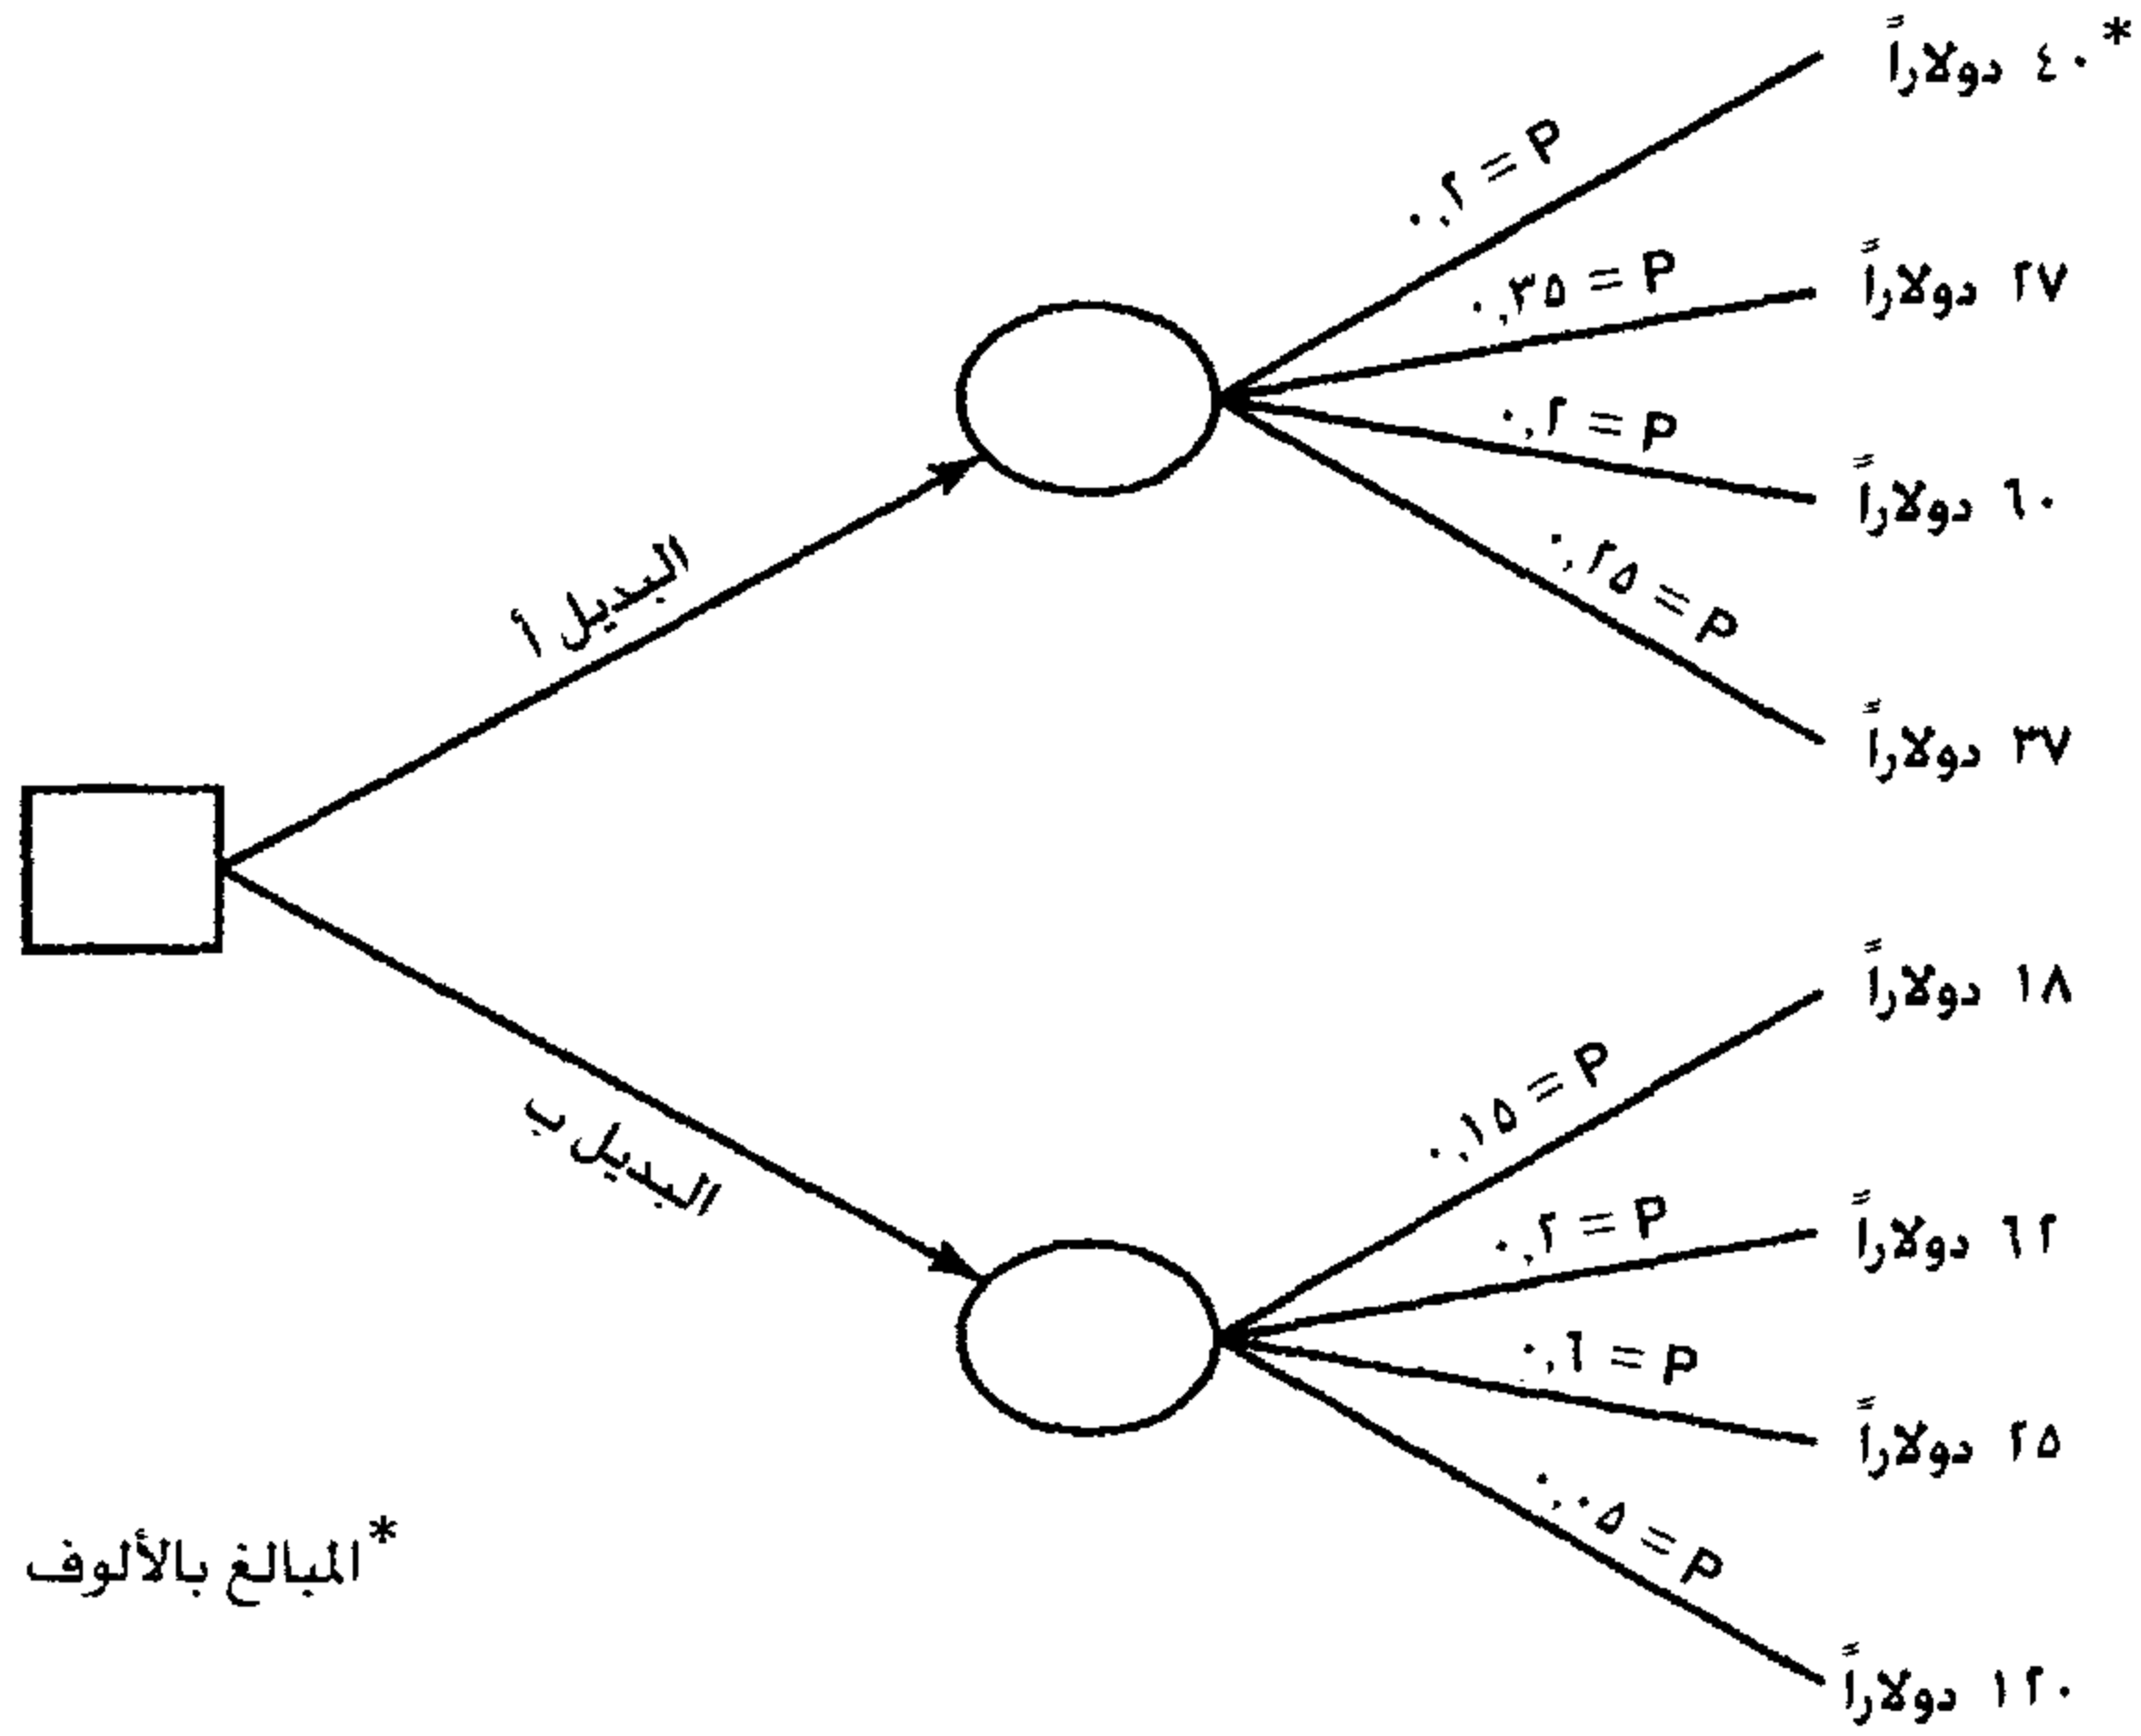 ٤٠ دولاراً*
٠,٢ = P
٢٧ دولاراً
٠,٣٥ = P
٦٠ دولاراً
٠,٢ = P
٣٧ دولاراً
٠,٢٥ = P
البديل أ
١٨ دولاراً
٠,١٥ = P
٦٢ دولاراً
٠,٢ = P
٢٥ دولاراً
٠,٦ = P
١٢٠ دولاراً
٠,٠٥ = P
البديل ب
*المبالغ بالألوف